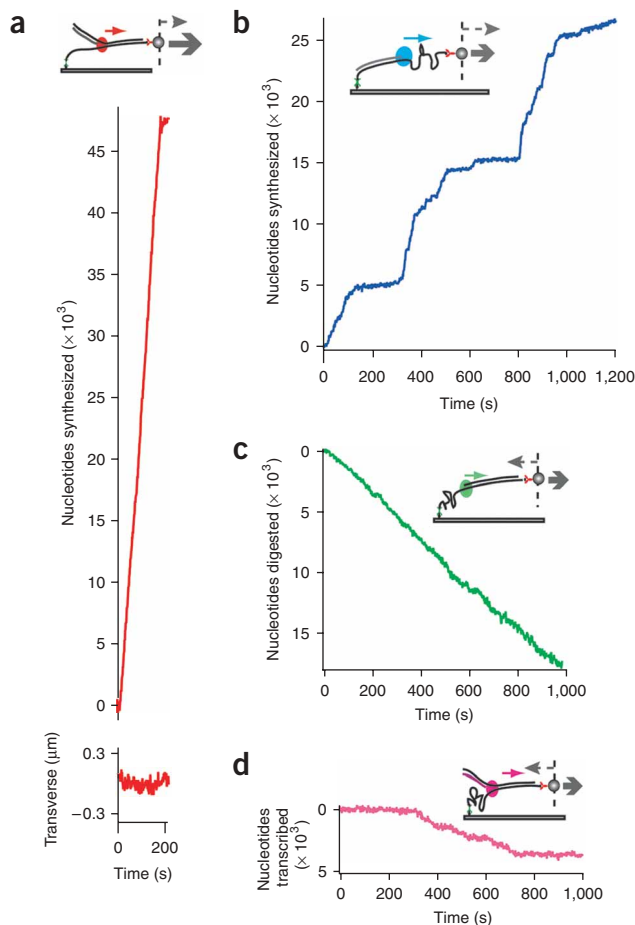 a
Nucleotides synthesized (× 10³)
45
40
35
30
25
20
15
10
5
0
Transverse (μm)
0.3
−0.3
0 200
Time (s)
b
Nucleotides synthesized (× 10³)
25
20
15
10
5
0
0 200 400 600 800 1,000 1,200
Time (s)
c
Nucleotides digested (× 10³)
0
5
10
15
0 200 400 600 800 1,000
Time (s)
d
Nucleotides
transcribed
(× 10³)
0
5
0 200 400 600 800 1,000
Time (s)